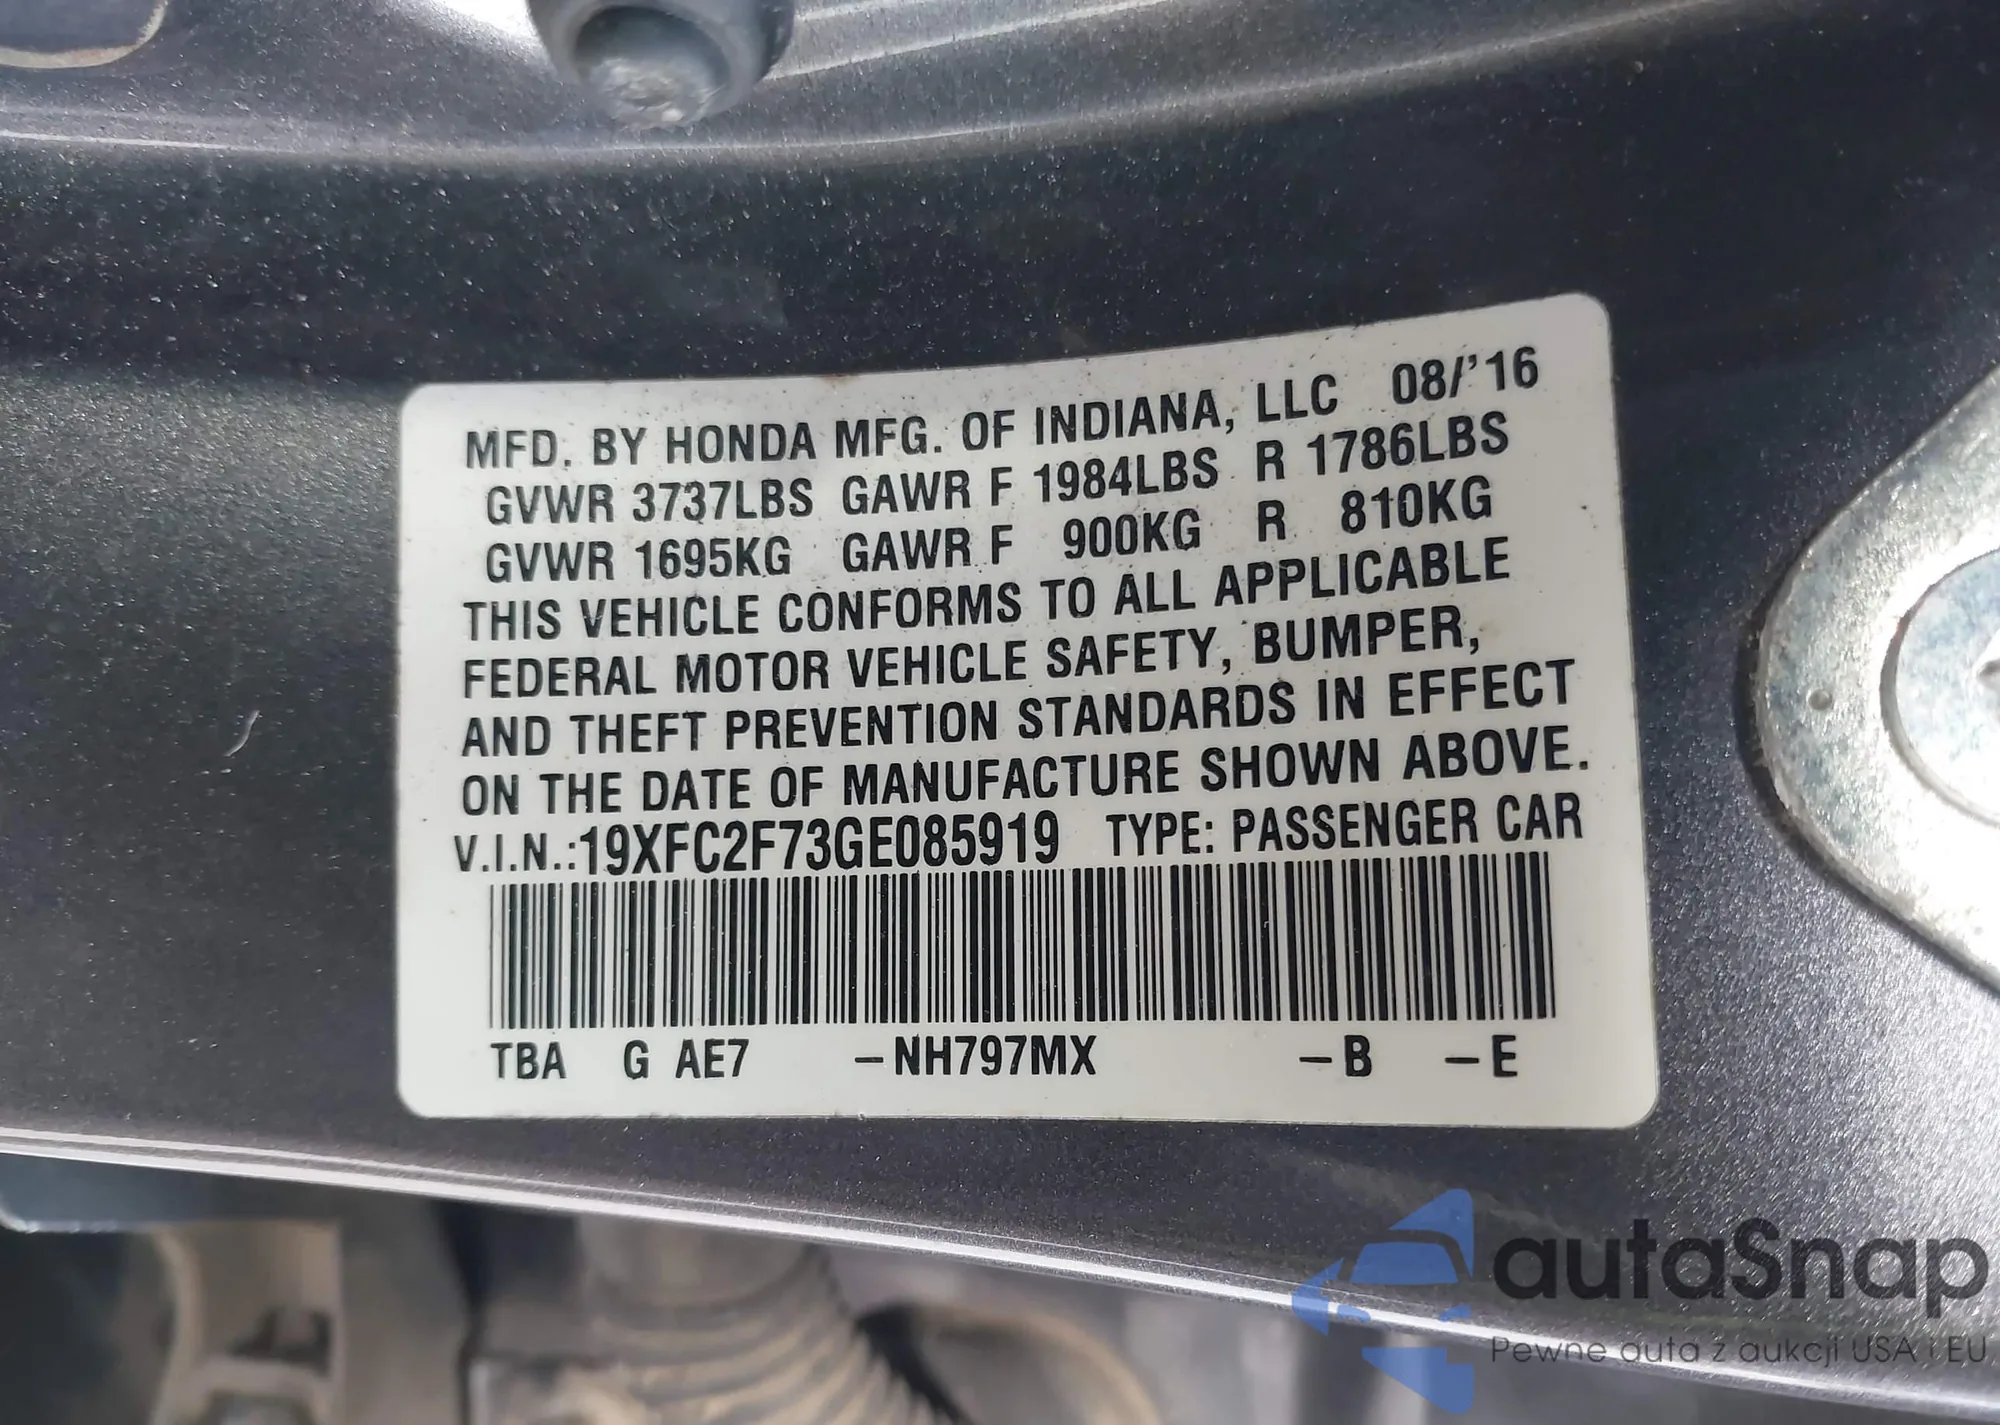 MFD. BY HONDA MFG. OF INDIANA, LLC 08/'16
GVWR 3737LBS GAWR F 1984LBS R 1786LBS
GVWR 1695KG GAWR F 900KG R 810KG
THIS VEHICLE CONFORMS TO ALL APPLICABLE
FEDERAL MOTOR VEHICLE SAFETY, BUMPER,
AND THEFT PREVENTION STANDARDS IN EFFECT
ON THE DATE OF MANUFACTURE SHOWN ABOVE.
V.I.N.:19XFC2F73GE085919 TYPE: PASSENGER CAR
TBA G AE7 –NH797MX –B –E
autaSnap
Pewne auta z aukcji USA i EU